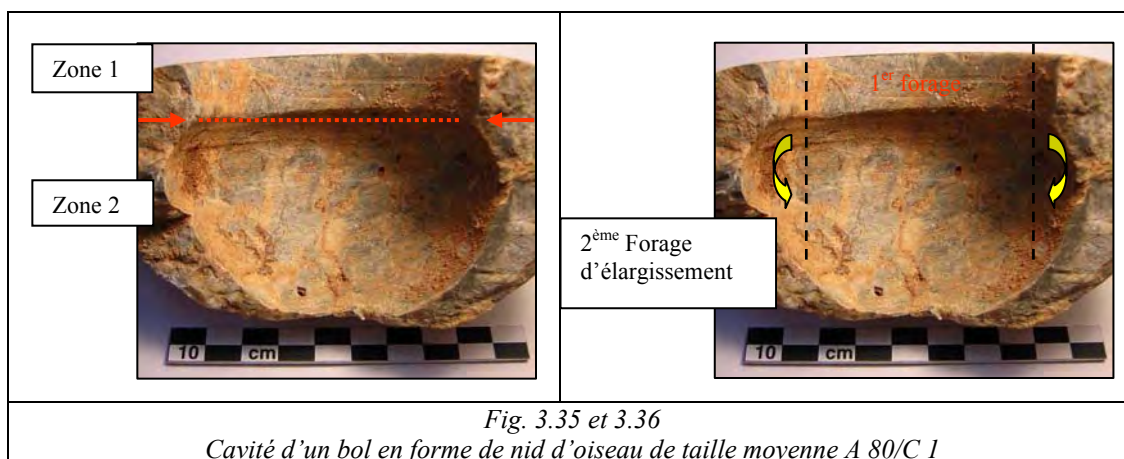 Zone 1
Zone 2
10 cm
1er forage
2ème Forage
d'élargissement
10 cm
Fig. 3.35 et 3.36
Cavité d'un bol en forme de nid d'oiseau de taille moyenne A 80/C 1